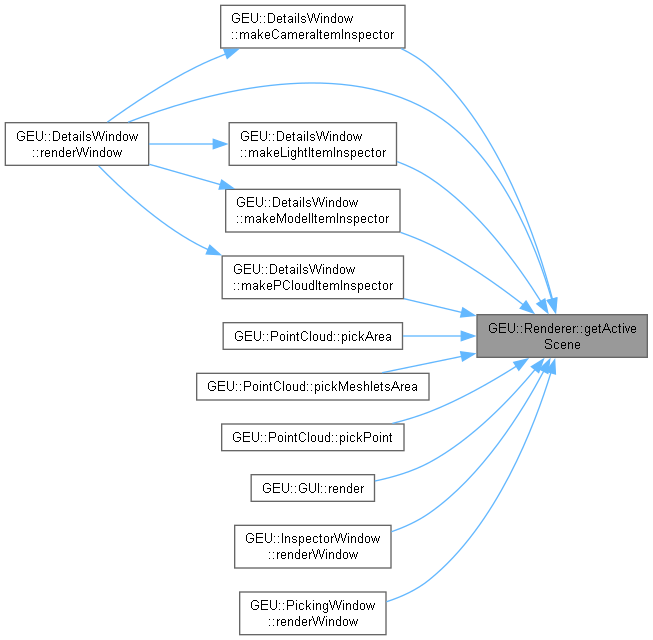 GEU::DetailsWindow
::makeCameraItemInspector
GEU::DetailsWindow
::renderWindow
GEU::DetailsWindow
::makeLightItemInspector
GEU::DetailsWindow
::makeModelItemInspector
GEU::DetailsWindow
::makePCloudItemInspector
GEU::Renderer::getActive
Scene
GEU::PointCloud::pickArea
GEU::PointCloud::pickMeshletsArea
GEU::PointCloud::pickPoint
GEU::GUI::render
GEU::InspectorWindow
::renderWindow
GEU::PickingWindow
::renderWindow